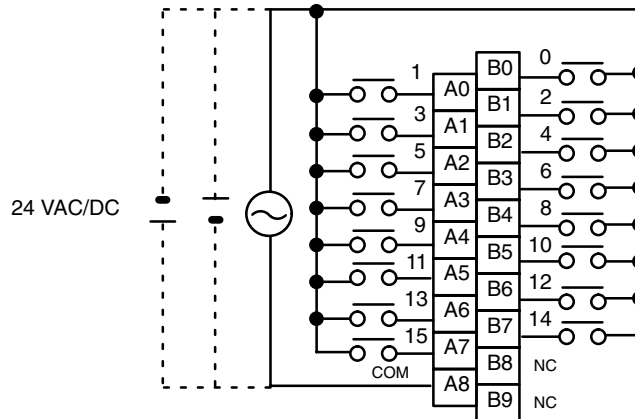 0
1 B0
A0
B1 2
3
A1
B2 4
5
A2
B3 6
7
24 VAC/DC A3
B4 8
9
A4
B5 10
11
A5
B6 12
13
A6
B7 14
15
A7
COM
B8 NC
A8
B9 NC